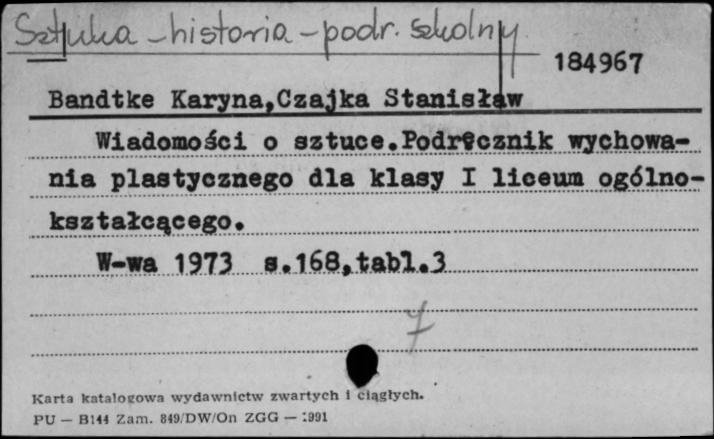 Sztuka – historia – podr. szkolny.
184967
Bandtke Karyna,Czajka Stanisław
Wiadomości o sztuce.Podręcznik wychowa-
nia plastycznego dla klasy I liceum ogólno-
kształcącego.
W-wa 1973 s.168,tabl.3
7
Karta katalogowa wydawnictw zwartych i ciągłych.
PU — B144 Zam. 849/DW/On ZGG — 1991